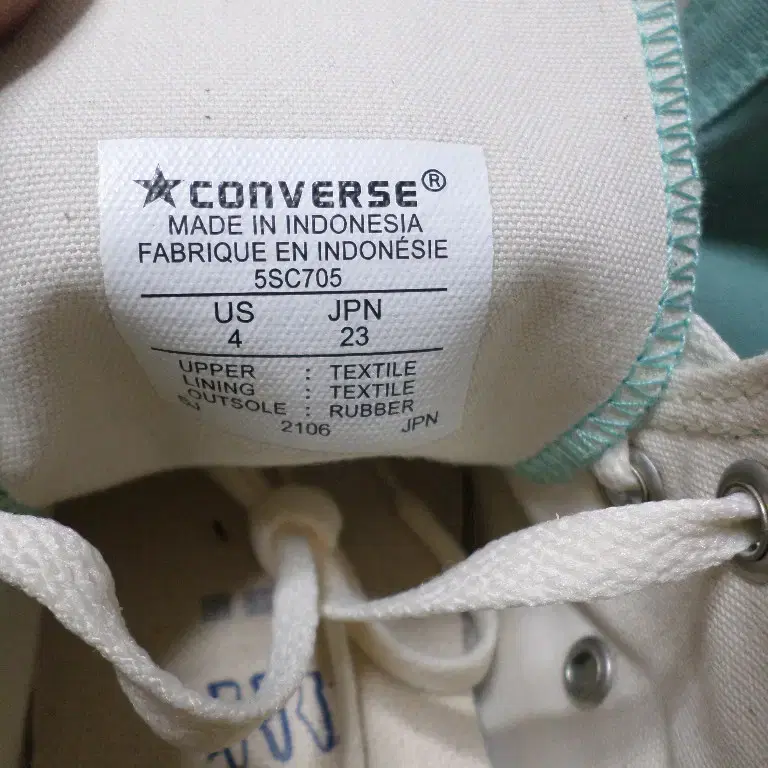 CONVERSE®
MADE IN INDONESIA
FABRIQUE EN INDONÉSIE
5SC705
US JPN
4 23
UPPER : TEXTILE
LINING : TEXTILE
OUTSOLE : RUBBER
SJ 2106 JPN